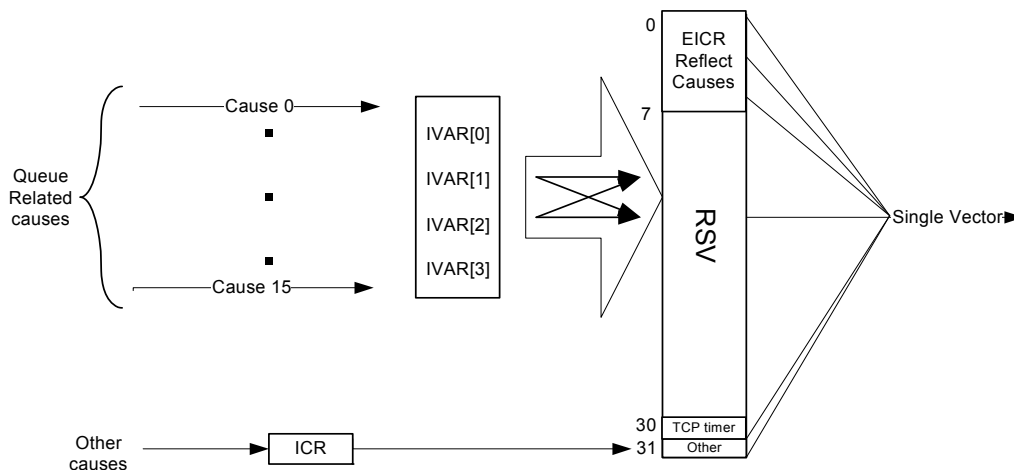 0
EICR
Reflect
Causes
7
Cause 0
Queue
Related
causes
IVAR[0]
IVAR[1]
IVAR[2]
IVAR[3]
RSV
Single Vector
Cause 15
30
TCP timer
31
Other
Other
causes
ICR